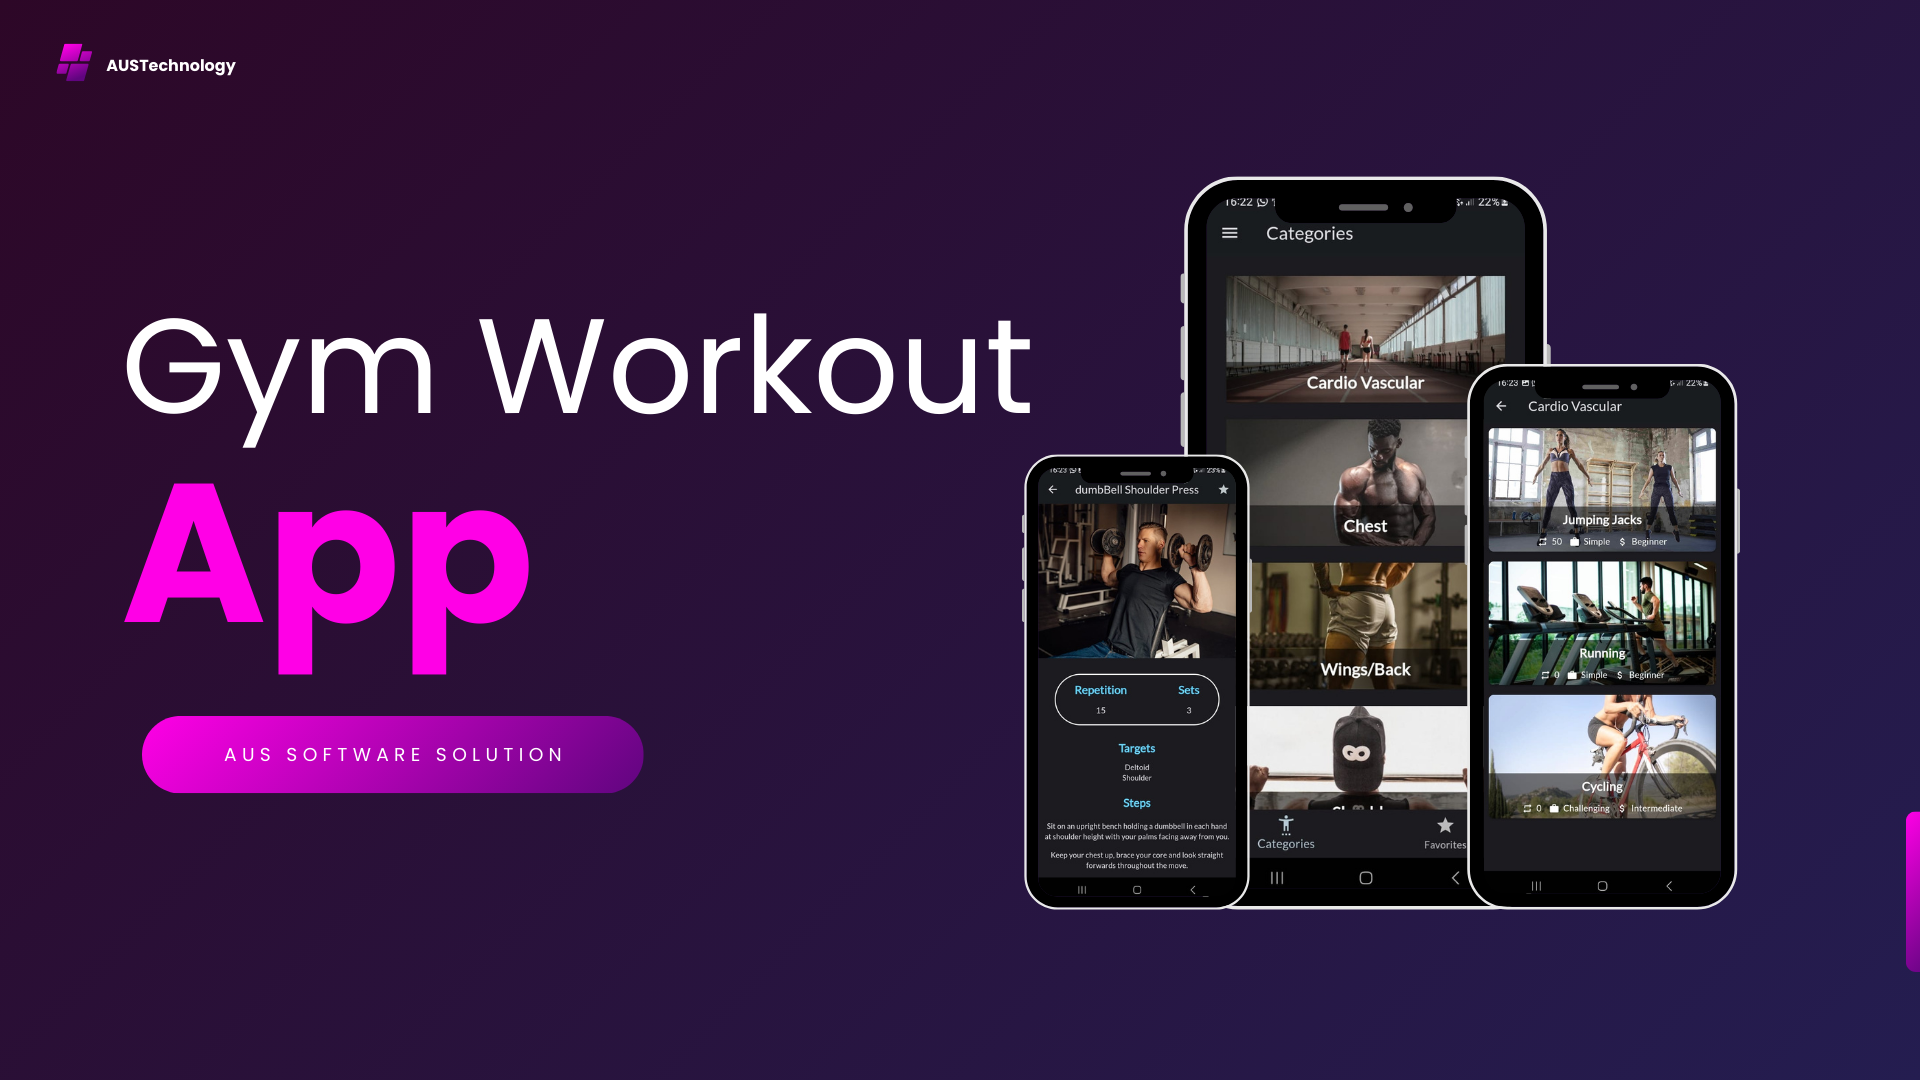 AUSTechnology
Gym Workout
App
AUS SOFTWARE SOLUTION
16:22
22%
Categories
Cardio Vascular
Chest
Wings/Back
GO
Categories
Favorites
16:23
23%
dumbBell Shoulder Press
Repetition
Sets
15
3
Targets
Deltoid
Shoulder
Steps
Sit on an upright bench holding a dumbbell in each hand
at shoulder height with your palms facing away from you.
Keep your chest up, brace your core and look straight
forwards throughout the move.
16:23
22%
Cardio Vascular
Jumping Jacks
50 Simple $ Beginner
Running
0 Simple $ Beginner
Cycling
0 Challenging $ Intermediate